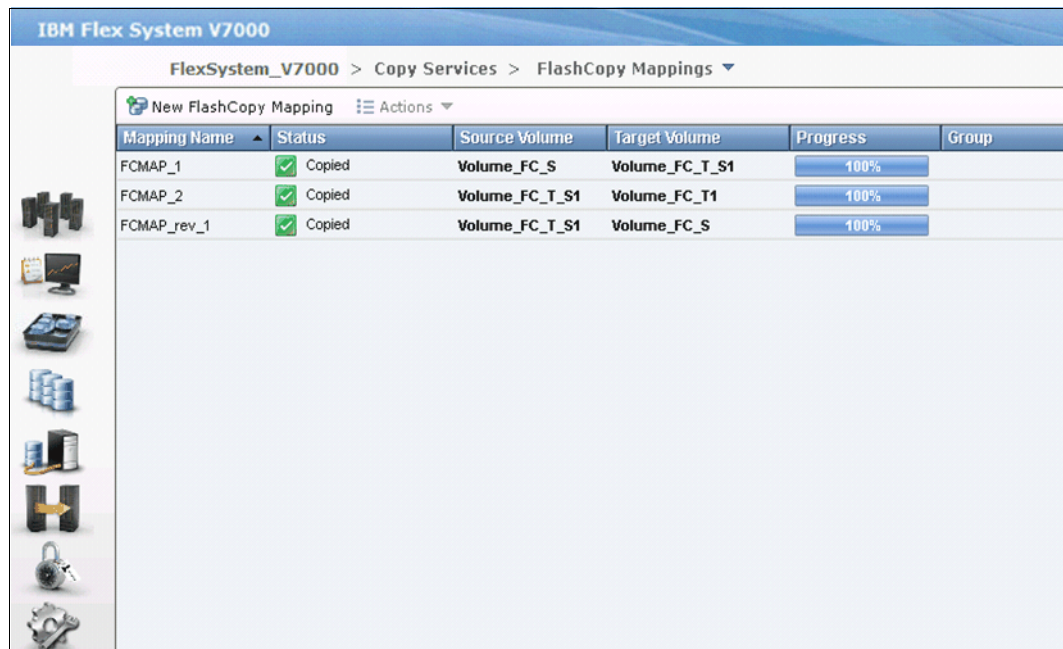 IBM Flex System V7000
FlexSystem_V7000 > Copy Services > FlashCopy Mappings
New FlashCopy Mapping Actions
Mapping Name Status Source Volume Target Volume Progress Group
FCMAP_1 Copied Volume_FC_S Volume_FC_T_S1 100%
FCMAP_2 Copied Volume_FC_T_S1 Volume_FC_T1 100%
FCMAP_rev_1 Copied Volume_FC_T_S1 Volume_FC_S 100%